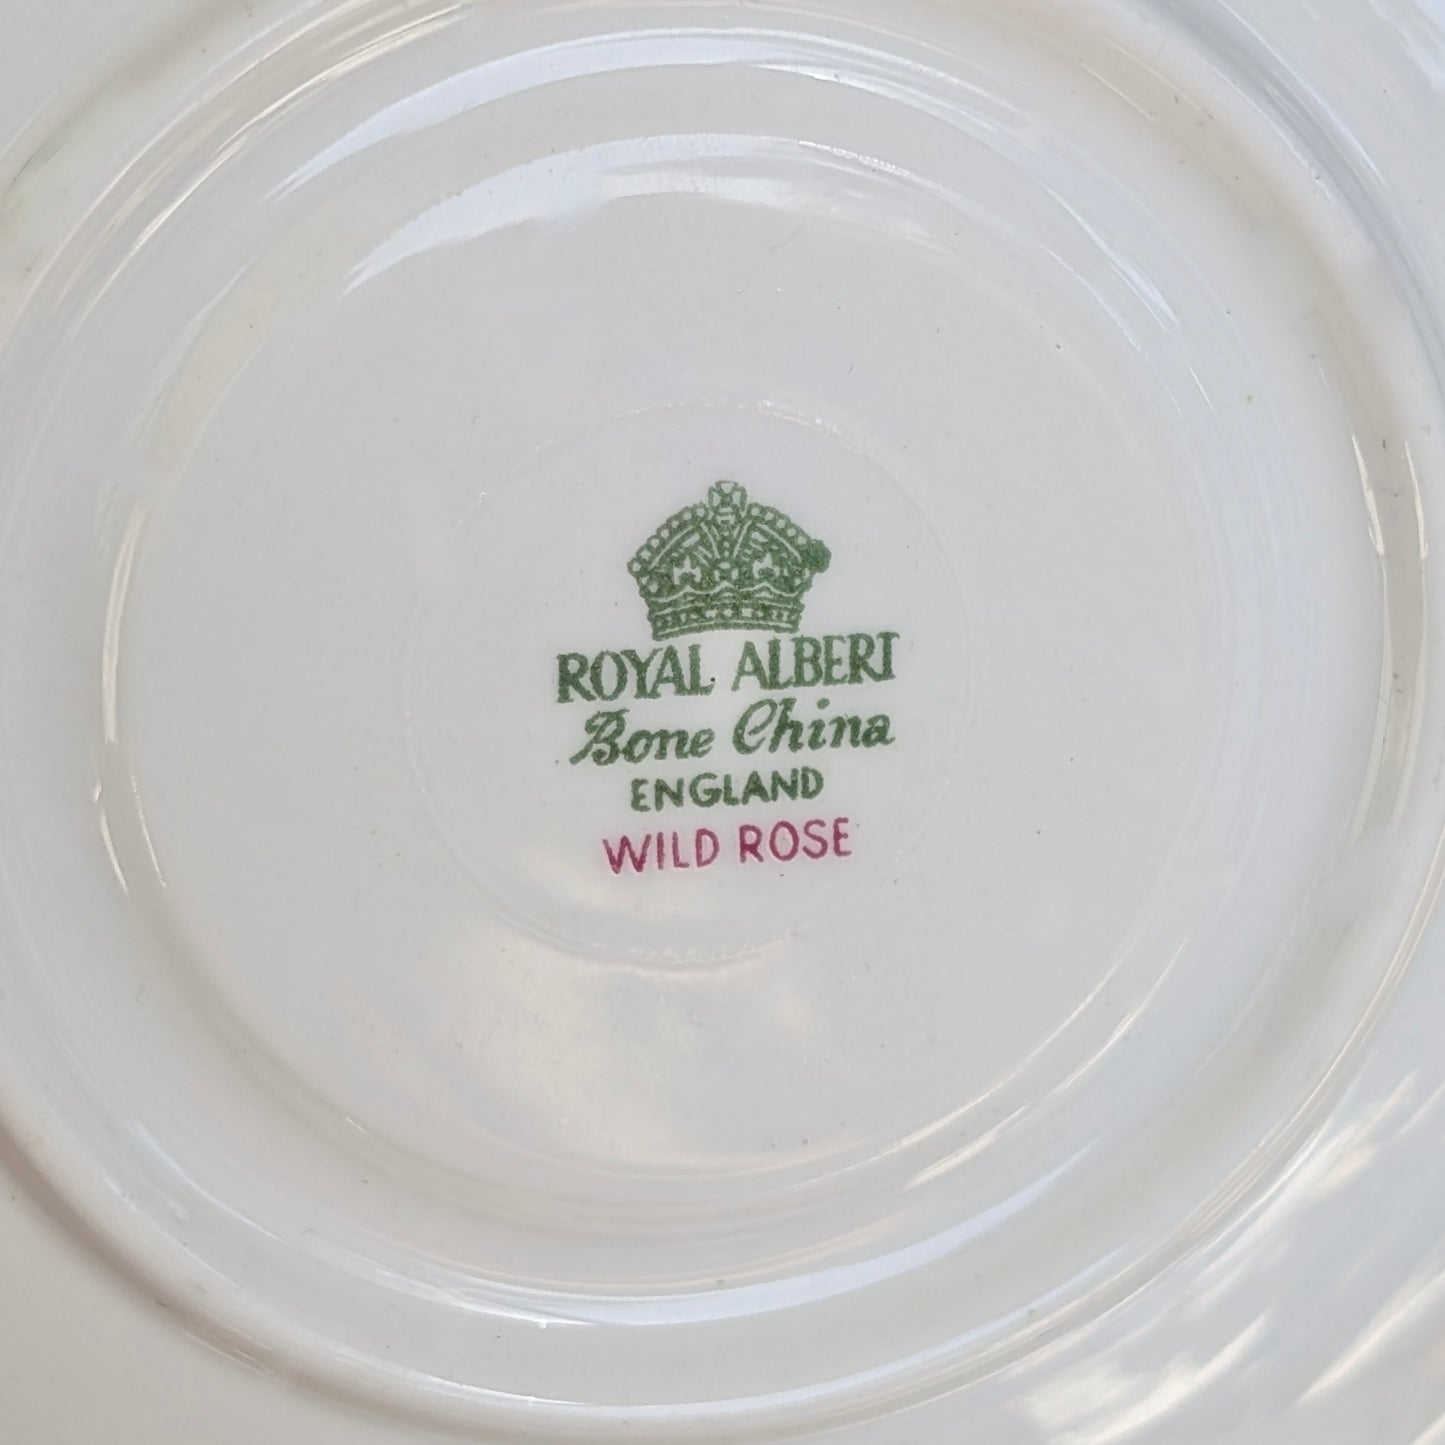 ROYAL ALBERT
Bone China
ENGLAND
WILD ROSE